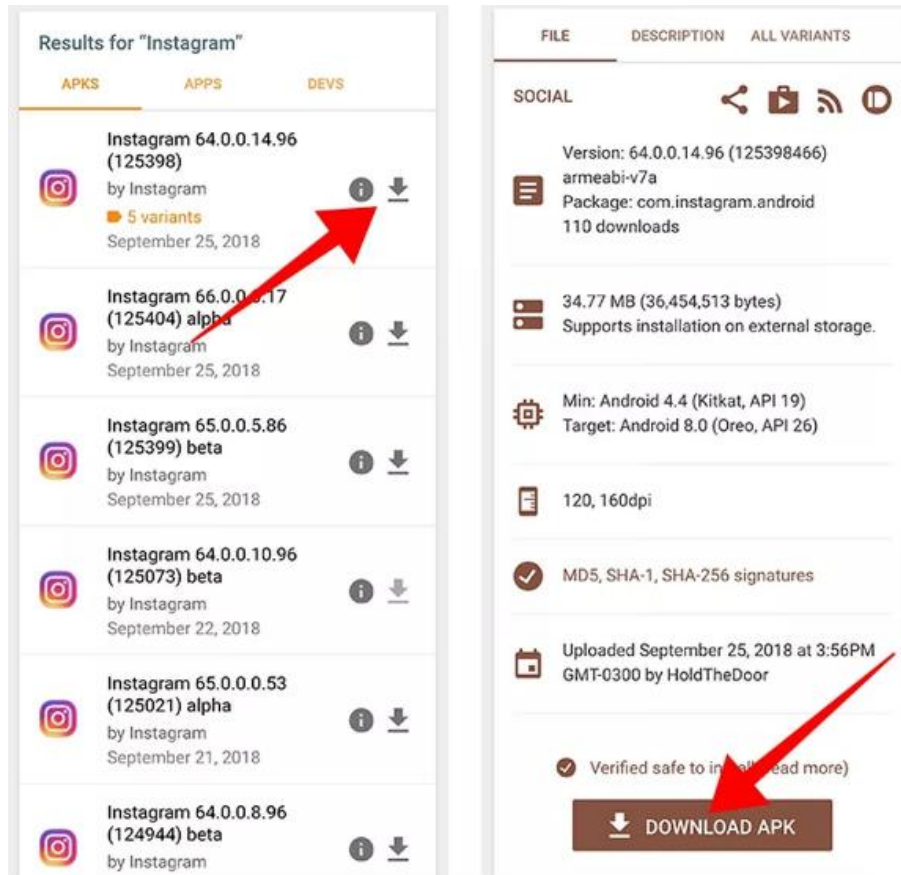 Results for “Instagram”
APKS APPS DEVS
Instagram 64.0.0.14.96
(125398)
by Instagram
5 variants
September 25, 2018
Instagram 66.0.0.17
(125404) alpha
by Instagram
September 25, 2018
Instagram 65.0.0.5.86
(125399) beta
by Instagram
September 25, 2018
Instagram 64.0.0.10.96
(125073) beta
by Instagram
September 22, 2018
Instagram 65.0.0.0.53
(125021) alpha
by Instagram
September 21, 2018
Instagram 64.0.0.8.96
(124944) beta
by Instagram
FILE DESCRIPTION ALL VARIANTS
SOCIAL
Version: 64.0.0.14.96 (125398466)
armeabi-v7a
Package: com.instagram.android
110 downloads
34.77 MB (36,454,513 bytes)
Supports installation on external storage.
Min: Android 4.4 (Kitkat, API 19)
Target: Android 8.0 (Oreo, API 26)
120, 160dpi
MD5, SHA-1, SHA-256 signatures
Uploaded September 25, 2018 at 3:56PM
GMT-0300 by HoldTheDoor
Verified safe to install (read more)
DOWNLOAD APK